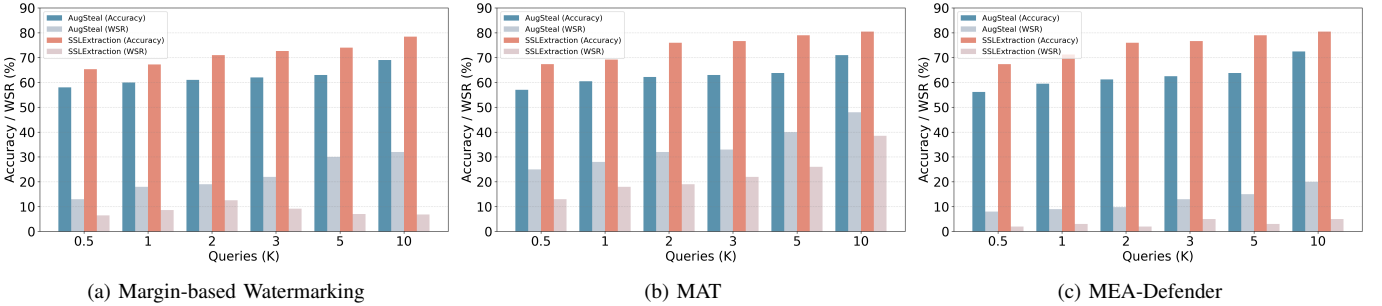 90
80
70
60
50
40
30
20
10
0
Accuracy / WSR (%)
AugSteal (Accuracy)
AugSteal (WSR)
SSLExtraction (Accuracy)
SSLExtraction (WSR)
0.5 1 2 3 5 10
Queries (K)
(a) Margin-based Watermarking
90
80
70
60
50
40
30
20
10
0
Accuracy / WSR (%)
AugSteal (Accuracy)
AugSteal (WSR)
SSLExtraction (Accuracy)
SSLExtraction (WSR)
0.5 1 2 3 5 10
Queries (K)
(b) MAT
90
80
70
60
50
40
30
20
10
0
Accuracy / WSR (%)
AugSteal (Accuracy)
AugSteal (WSR)
SSLExtraction (Accuracy)
SSLExtraction (WSR)
0.5 1 2 3 5 10
Queries (K)
(c) MEA-Defender